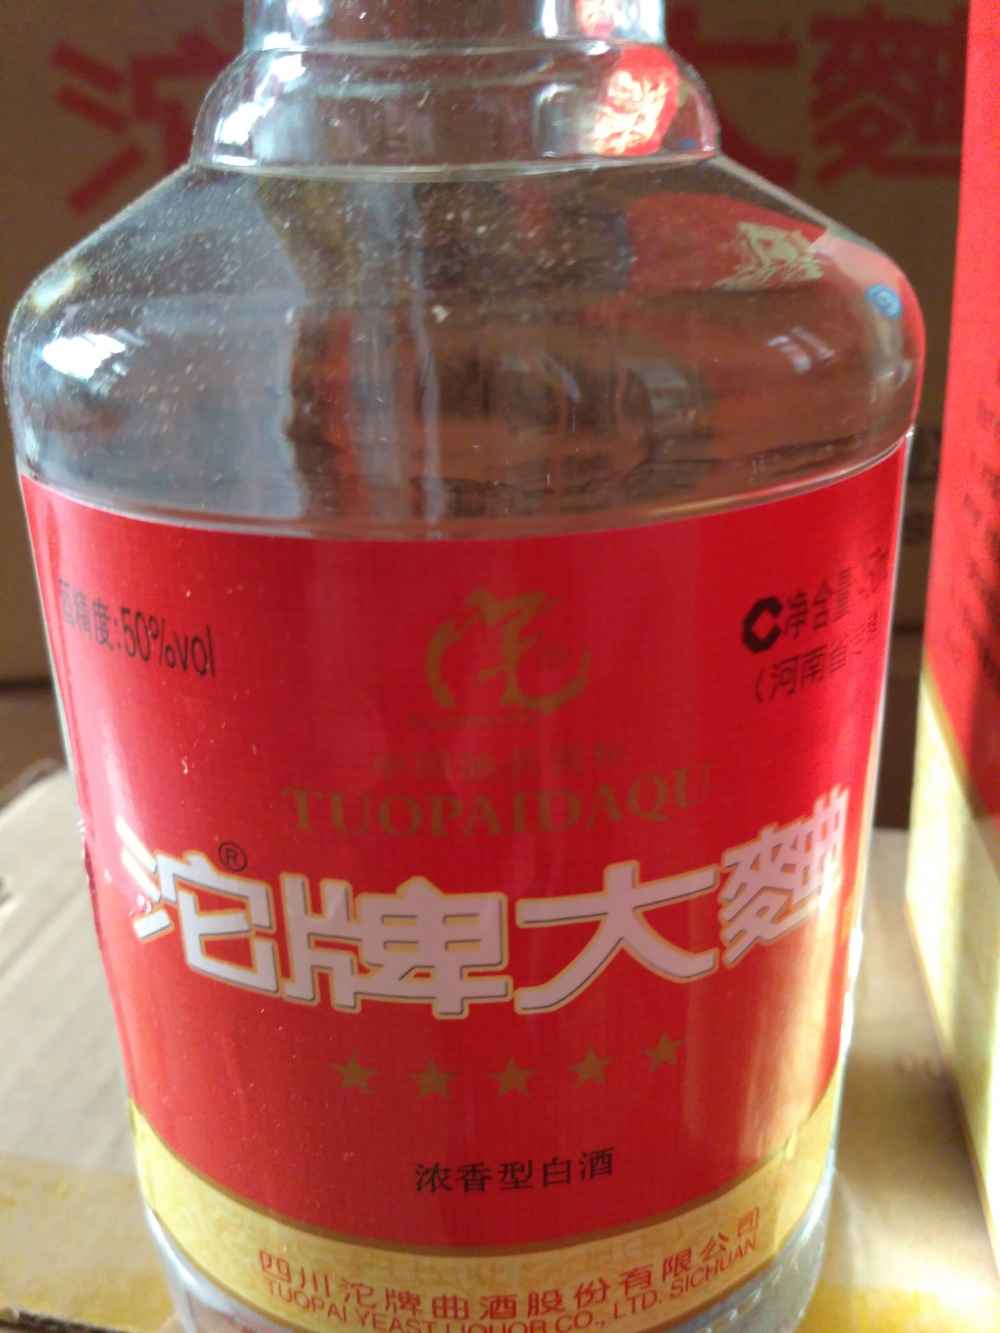 酒精度:50%vol
净含量
(河南
TUOPAIDAQU
沱牌®大麯
浓香型白酒
四川沱牌曲酒股份有限公司
TUOPAI YEAST LIQUOR CO., LTD. SICHUAN